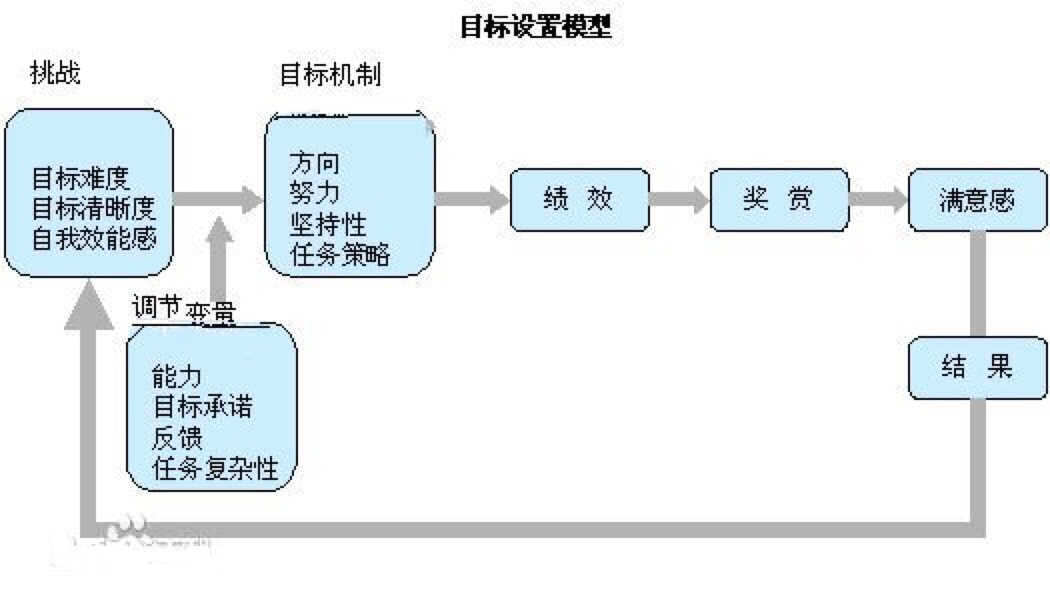 目标设置模型
挑战
目标难度
目标清晰度
自我效能感
目标机制
方向
努力
坚持性
任务策略
绩 效
奖 赏
满意感
调节变量
能力
目标承诺
反馈
任务复杂性
结 果